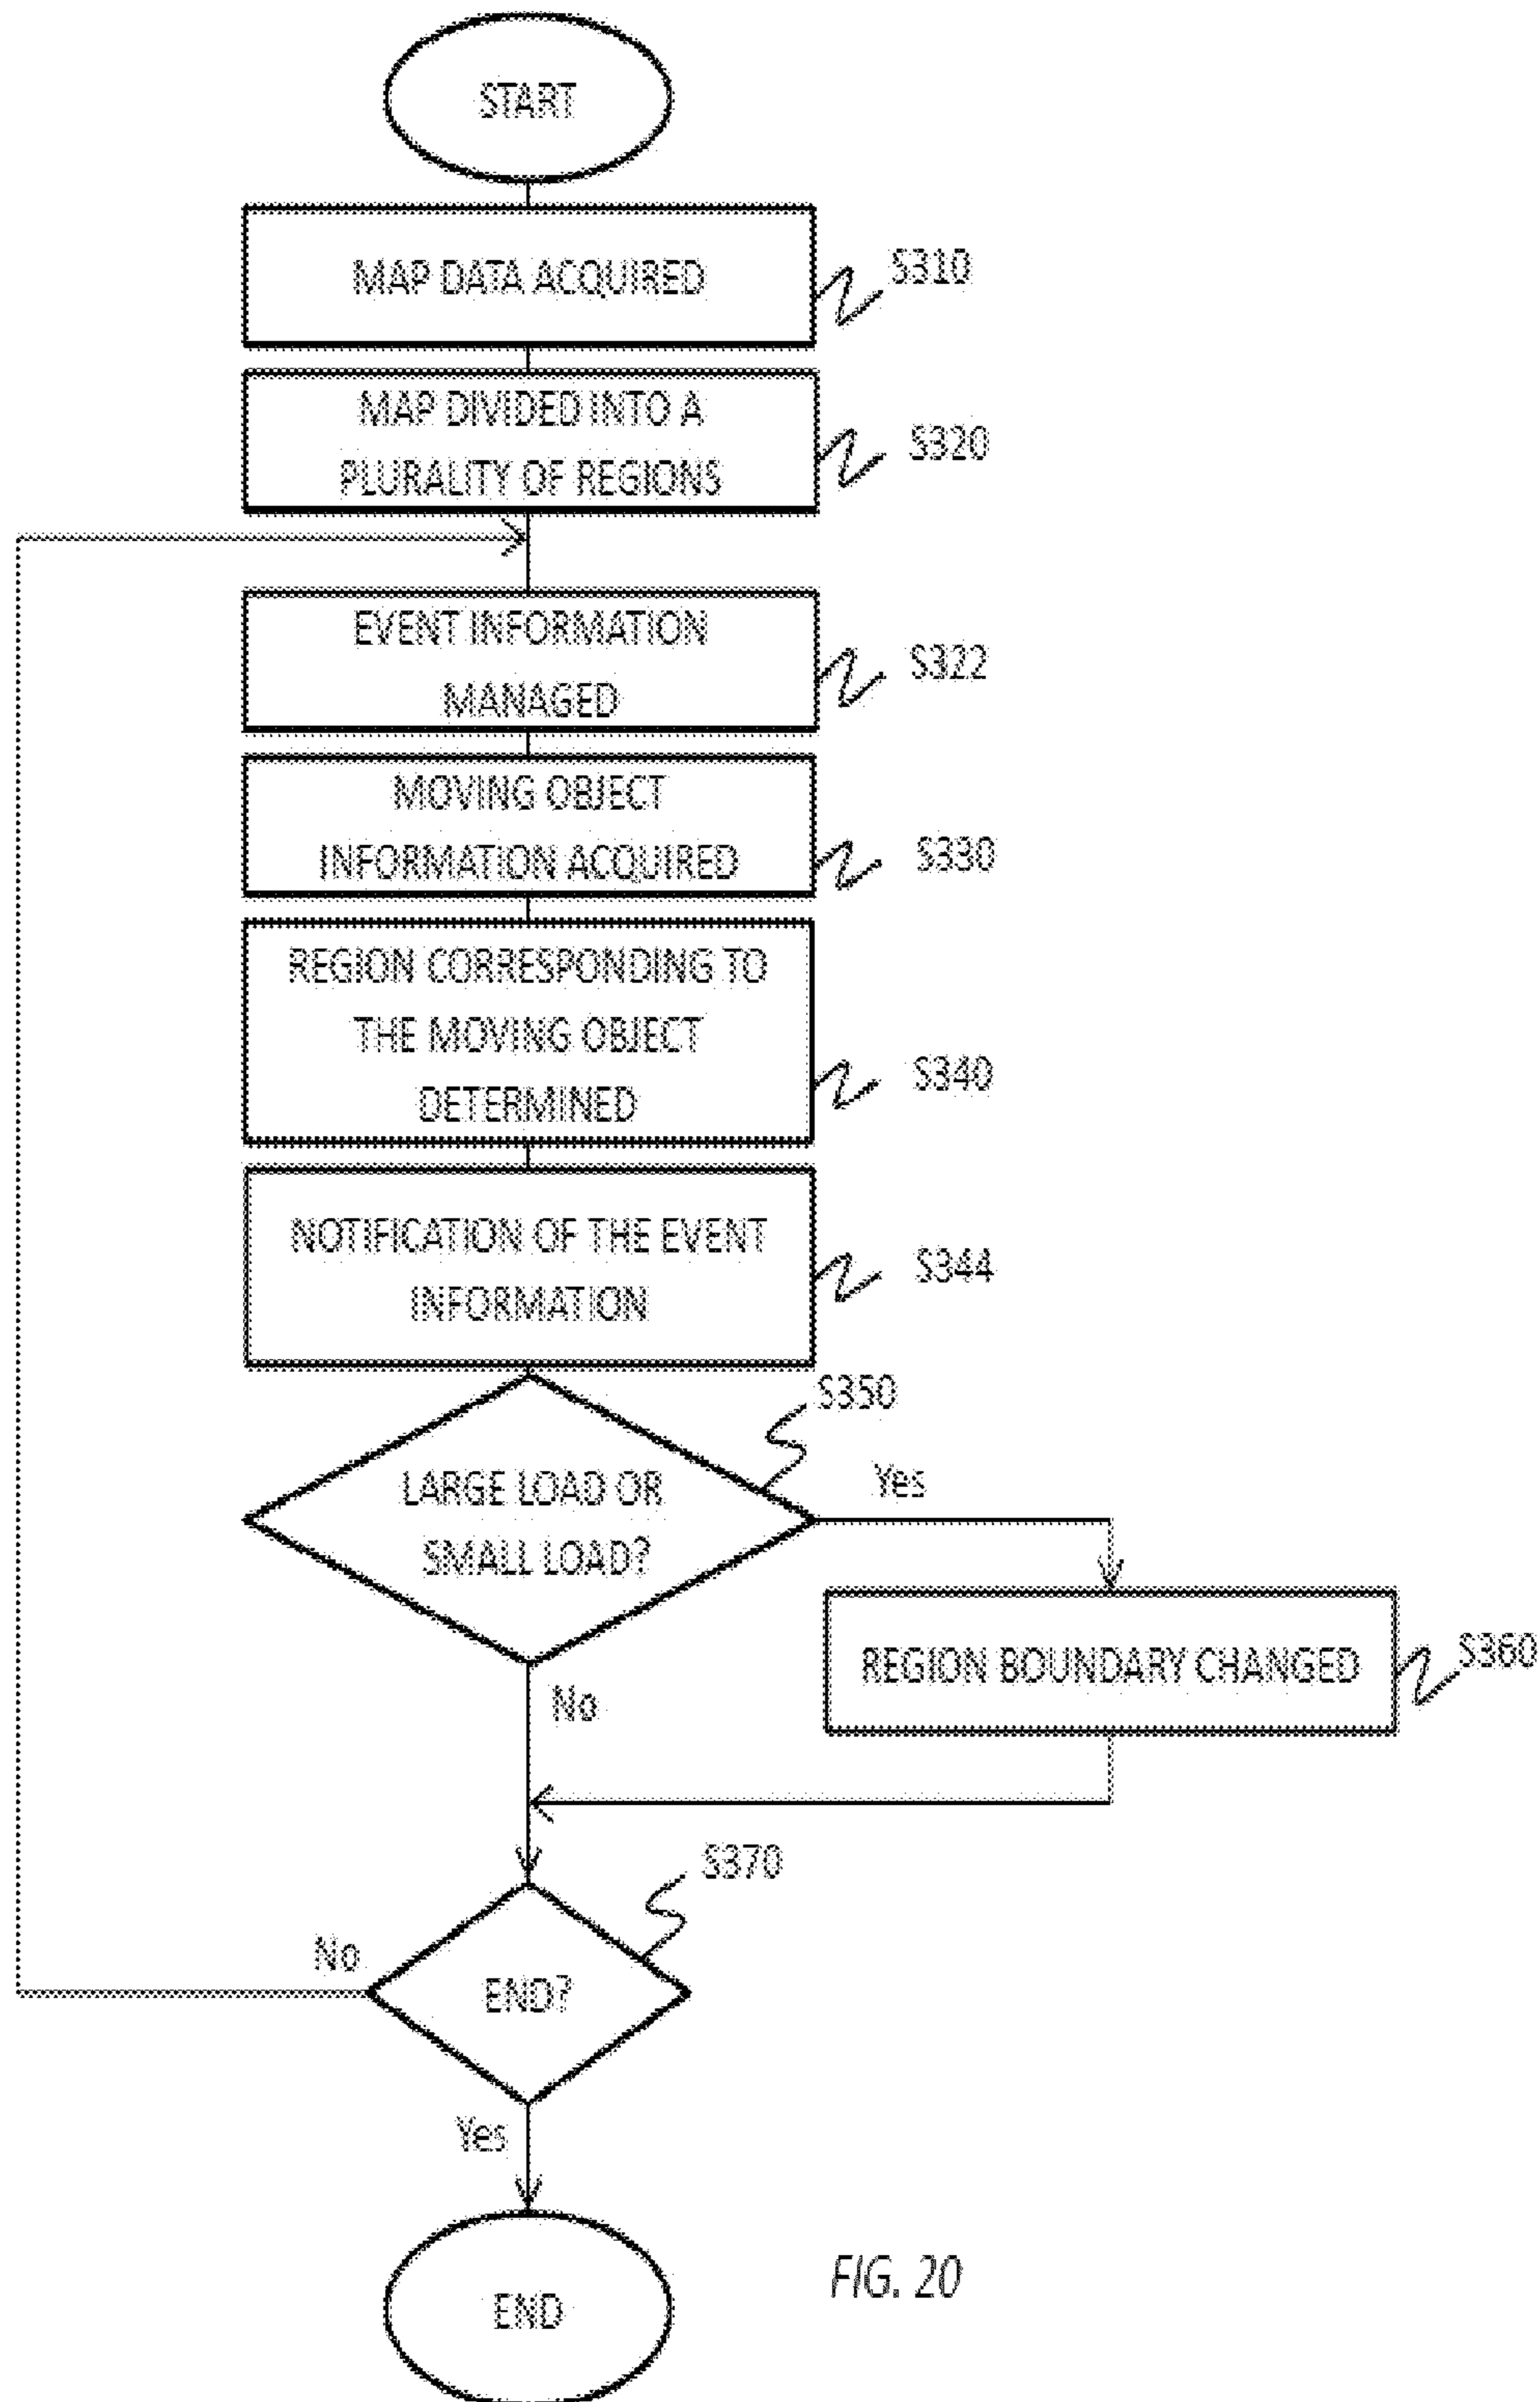 START
MAP DATA ACQUIRED
S310
MAP DIVIDED INTO A
PLURALITY OF REGIONS
S320
EVENT INFORMATION
MANAGED
S322
MOVING OBJECT
INFORMATION ACQUIRED
S330
REGION CORRESPONDING TO
THE MOVING OBJECT
DETERMINED
S340
NOTIFICATION OF THE EVENT
INFORMATION
S344
S350
LARGE LOAD OR
SMALL LOAD?
Yes
REGION BOUNDARY CHANGED
S360
No
S370
No
END?
Yes
END
FIG. 20